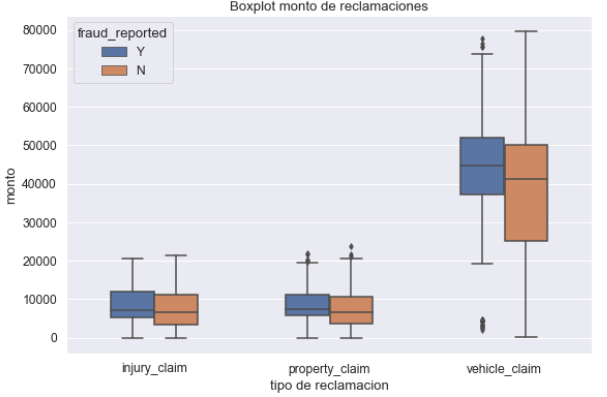 Boxplot monto de reclamaciones
fraud_reported
Y
N
80000
70000
60000
50000
40000
30000
20000
10000
0
monto
injury_claim
property_claim
vehicle_claim
tipo de reclamacion